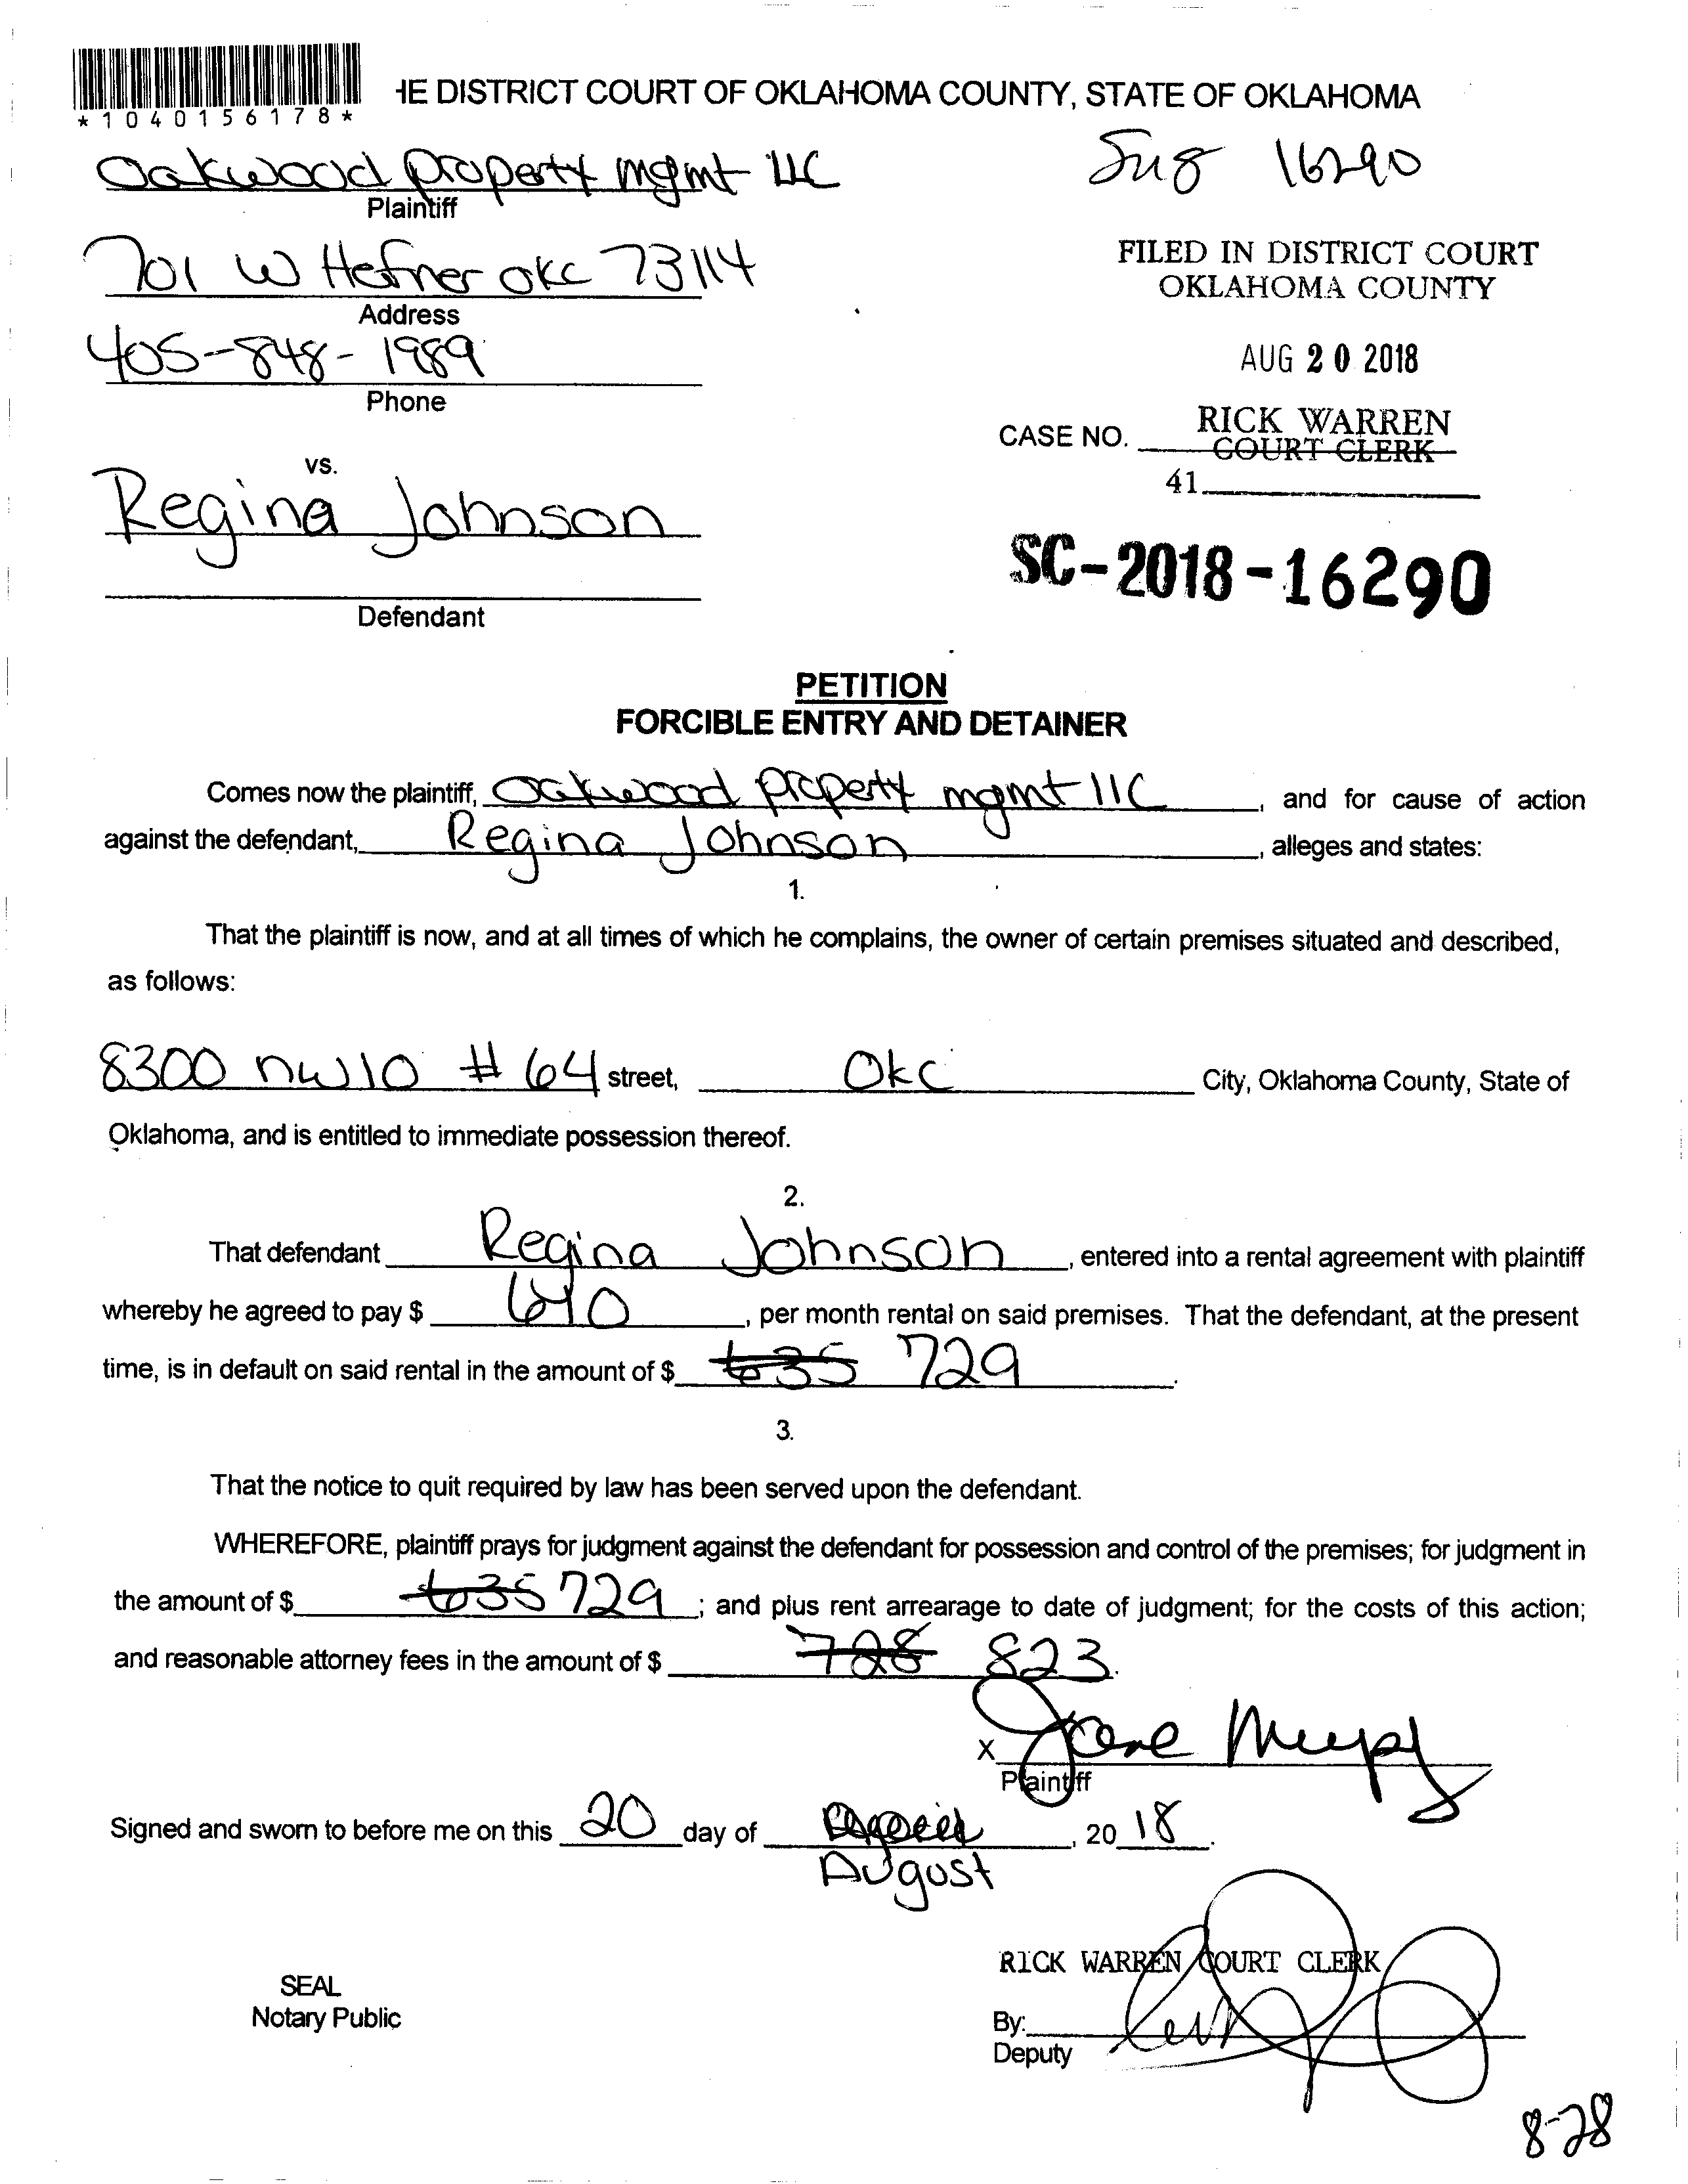 *1040156178*
HE DISTRICT COURT OF OKLAHOMA COUNTY, STATE OF OKLAHOMA
Oakwood property mgmt LLC
16290
Plaintiff
701 W Hefner OKC 73114
FILED IN DISTRICT COURT
OKLAHOMA COUNTY
Address
405-848-1989
AUG 20 2018
Phone
RICK WARREN
CASE NO.
COURT CLERK
vs.
41
Regina Johnson
SC-2018-16290
Defendant
PETITION
FORCIBLE ENTRY AND DETAINER
Comes now the plaintiff, Oakwood property mgmt llC, and for cause of action
against the defendant, Regina Johnson, alleges and states:
1.
That the plaintiff is now, and at all times of which he complains, the owner of certain premises situated and described,
as follows:
8300 nw 10 # 64 street, OKC City, Oklahoma County, State of
Oklahoma, and is entitled to immediate possession thereof.
2.
That defendant Regina Johnson, entered into a rental agreement with plaintiff
whereby he agreed to pay $ 640, per month rental on said premises. That the defendant, at the present
time, is in default on said rental in the amount of $ 635 729.
3.
That the notice to quit required by law has been served upon the defendant.
WHEREFORE, plaintiff prays for judgment against the defendant for possession and control of the premises; for judgment in
the amount of $ 635 729; and plus rent arrearage to date of judgment; for the costs of this action;
and reasonable attorney fees in the amount of $ 728 823.
X
Plaintiff
Signed and sworn to before me on this 20 day of , 20 18.
August
RICK WARREN COURT CLERK
SEAL
Notary Public
By:
Deputy
8-28